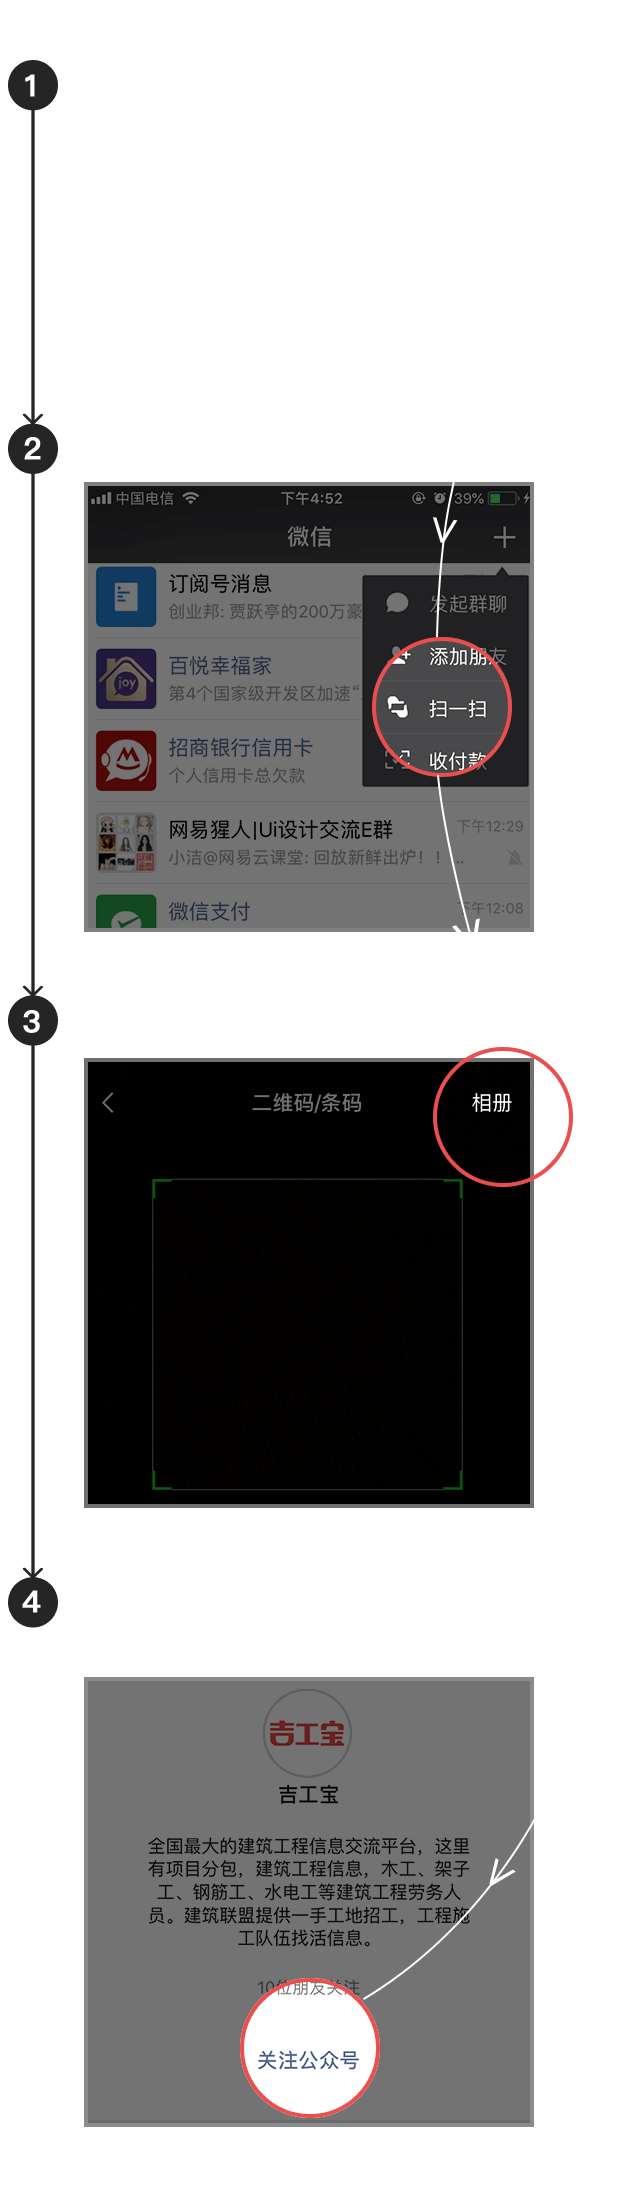 1
2
中国电信 下午4:52 39%
微信
订阅号消息
创业邦: 贾跃亭的200万豪
发起群聊
百悦幸福家
添加朋友
第4个国家级开发区加速“
joy
扫一扫
招商银行信用卡
个人信用卡总欠款
收付款
网易猩人|Ui设计交流E群 下午12:29
小洁@网易云课堂: 回放新鲜出炉！！...
微信支付 下午12:08
3
二维码/条码 相册
4
吉工宝
吉工宝
全国最大的建筑工程信息交流平台，这里
有项目分包，建筑工程信息，木工、架子
工、钢筋工、水电工等建筑工程劳务人
员。建筑联盟提供一手工地招工，工程施
工队伍找活信息。
10位朋友关注
关注公众号